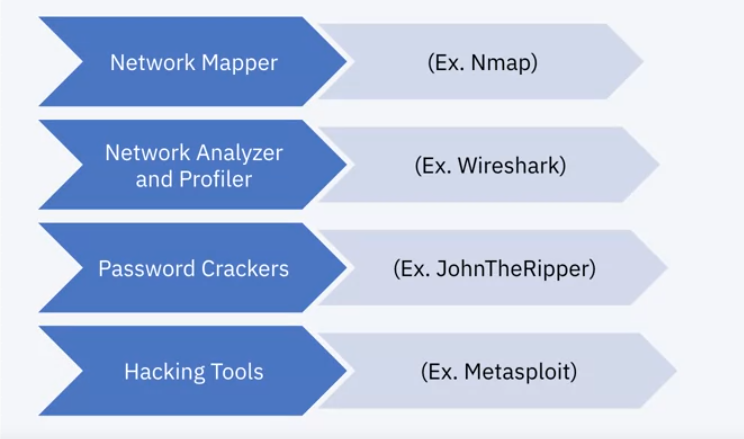 Network Mapper
(Ex. Nmap)
Network Analyzer
and Profiler
(Ex. Wireshark)
Password Crackers
(Ex. JohnTheRipper)
Hacking Tools
(Ex. Metasploit)